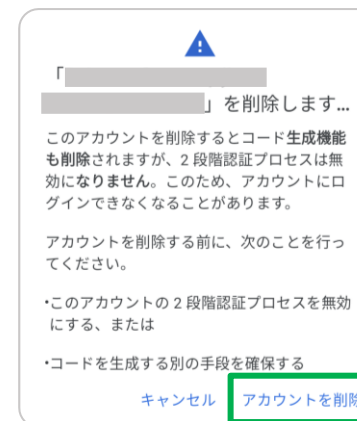 「
」を削除します...
このアカウントを削除するとコード生成機能
も削除されますが、2 段階認証プロセスは無
効になりません。このため、アカウントにロ
グインできなくなることがあります。
アカウントを削除する前に、次のことを行っ
てください。
・このアカウントの 2 段階認証プロセスを無効
にする、または
・コードを生成する別の手段を確保する
キャンセル アカウントを削除